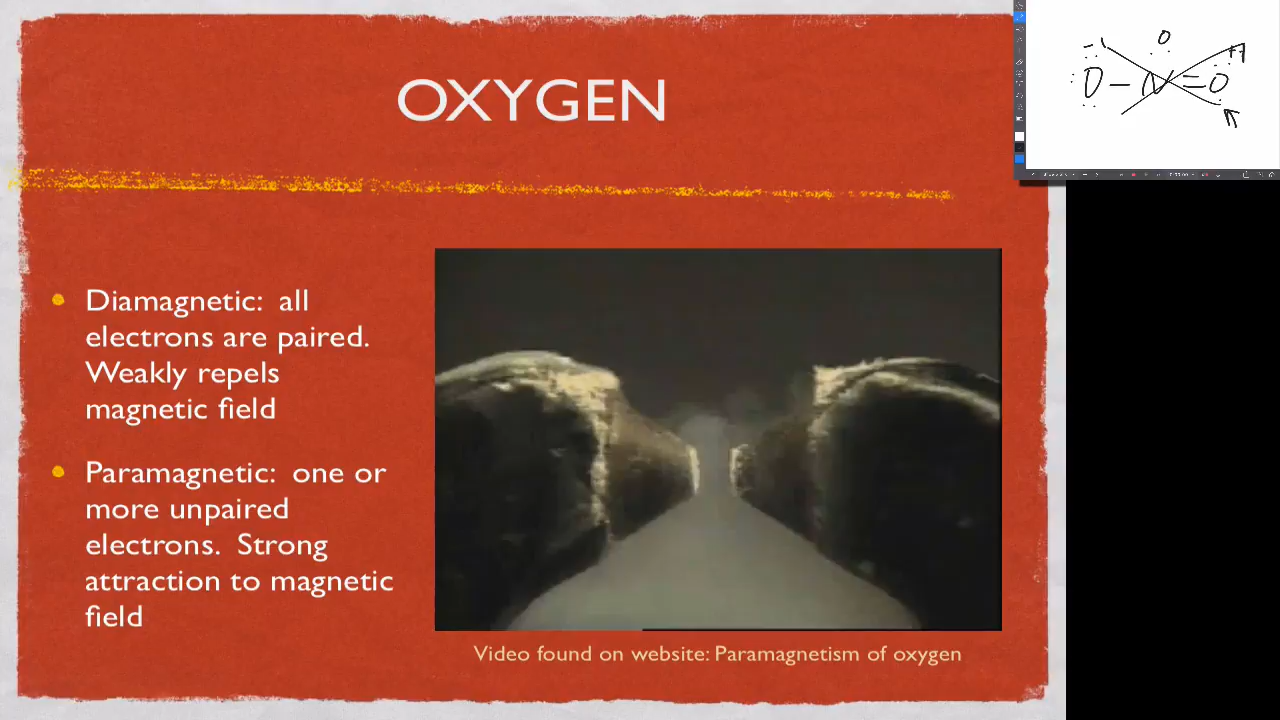 OXYGEN
Diamagnetic: all
electrons are paired.
Weakly repels
magnetic field
Paramagnetic: one or
more unpaired
electrons. Strong
attraction to magnetic
field
Video found on website: Paramagnetism of oxygen